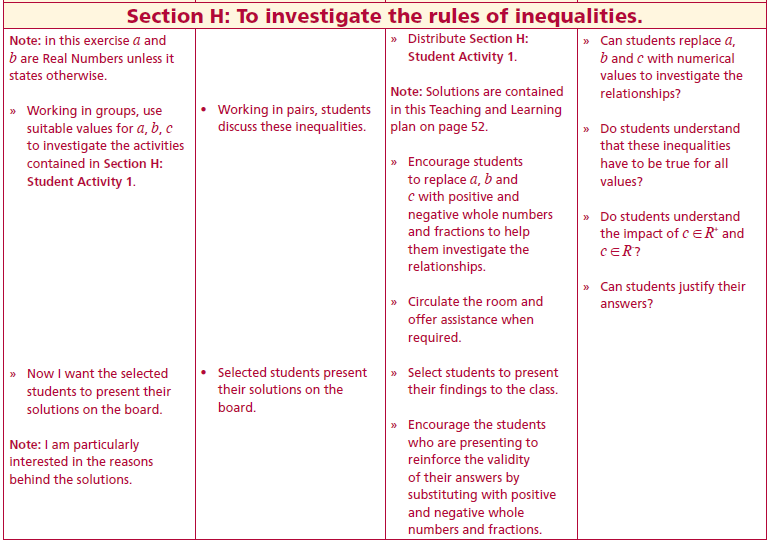 Section H: To investigate the rules of inequalities.
Note: in this exercise a and
b are Real Numbers unless it
states otherwise.
» Working in groups, use
suitable values for a, b, c
to investigate the activities
contained in Section H:
Student Activity 1.
» Now I want the selected
students to present their
solutions on the board.
Note: I am particularly
interested in the reasons
behind the solutions.
• Working in pairs, students
discuss these inequalities.
• Selected students present
their solutions on the
board.
» Distribute Section H:
Student Activity 1.
Note: Solutions are contained
in this Teaching and Learning
plan on page 52.
» Encourage students
to replace a, b and
c with positive and
negative whole numbers
and fractions to help
them investigate the
relationships.
» Circulate the room and
offer assistance when
required.
» Select students to present
their findings to the class.
» Encourage the students
who are presenting to
reinforce the validity
of their answers by
substituting with positive
and negative whole
numbers and fractions.
» Can students replace a,
b and c with numerical
values to investigate the
relationships?
» Do students understand
that these inequalities
have to be true for all
values?
» Do students understand
the impact of c ∈ R⁺ and
c ∈ R⁻?
» Can students justify their
answers?